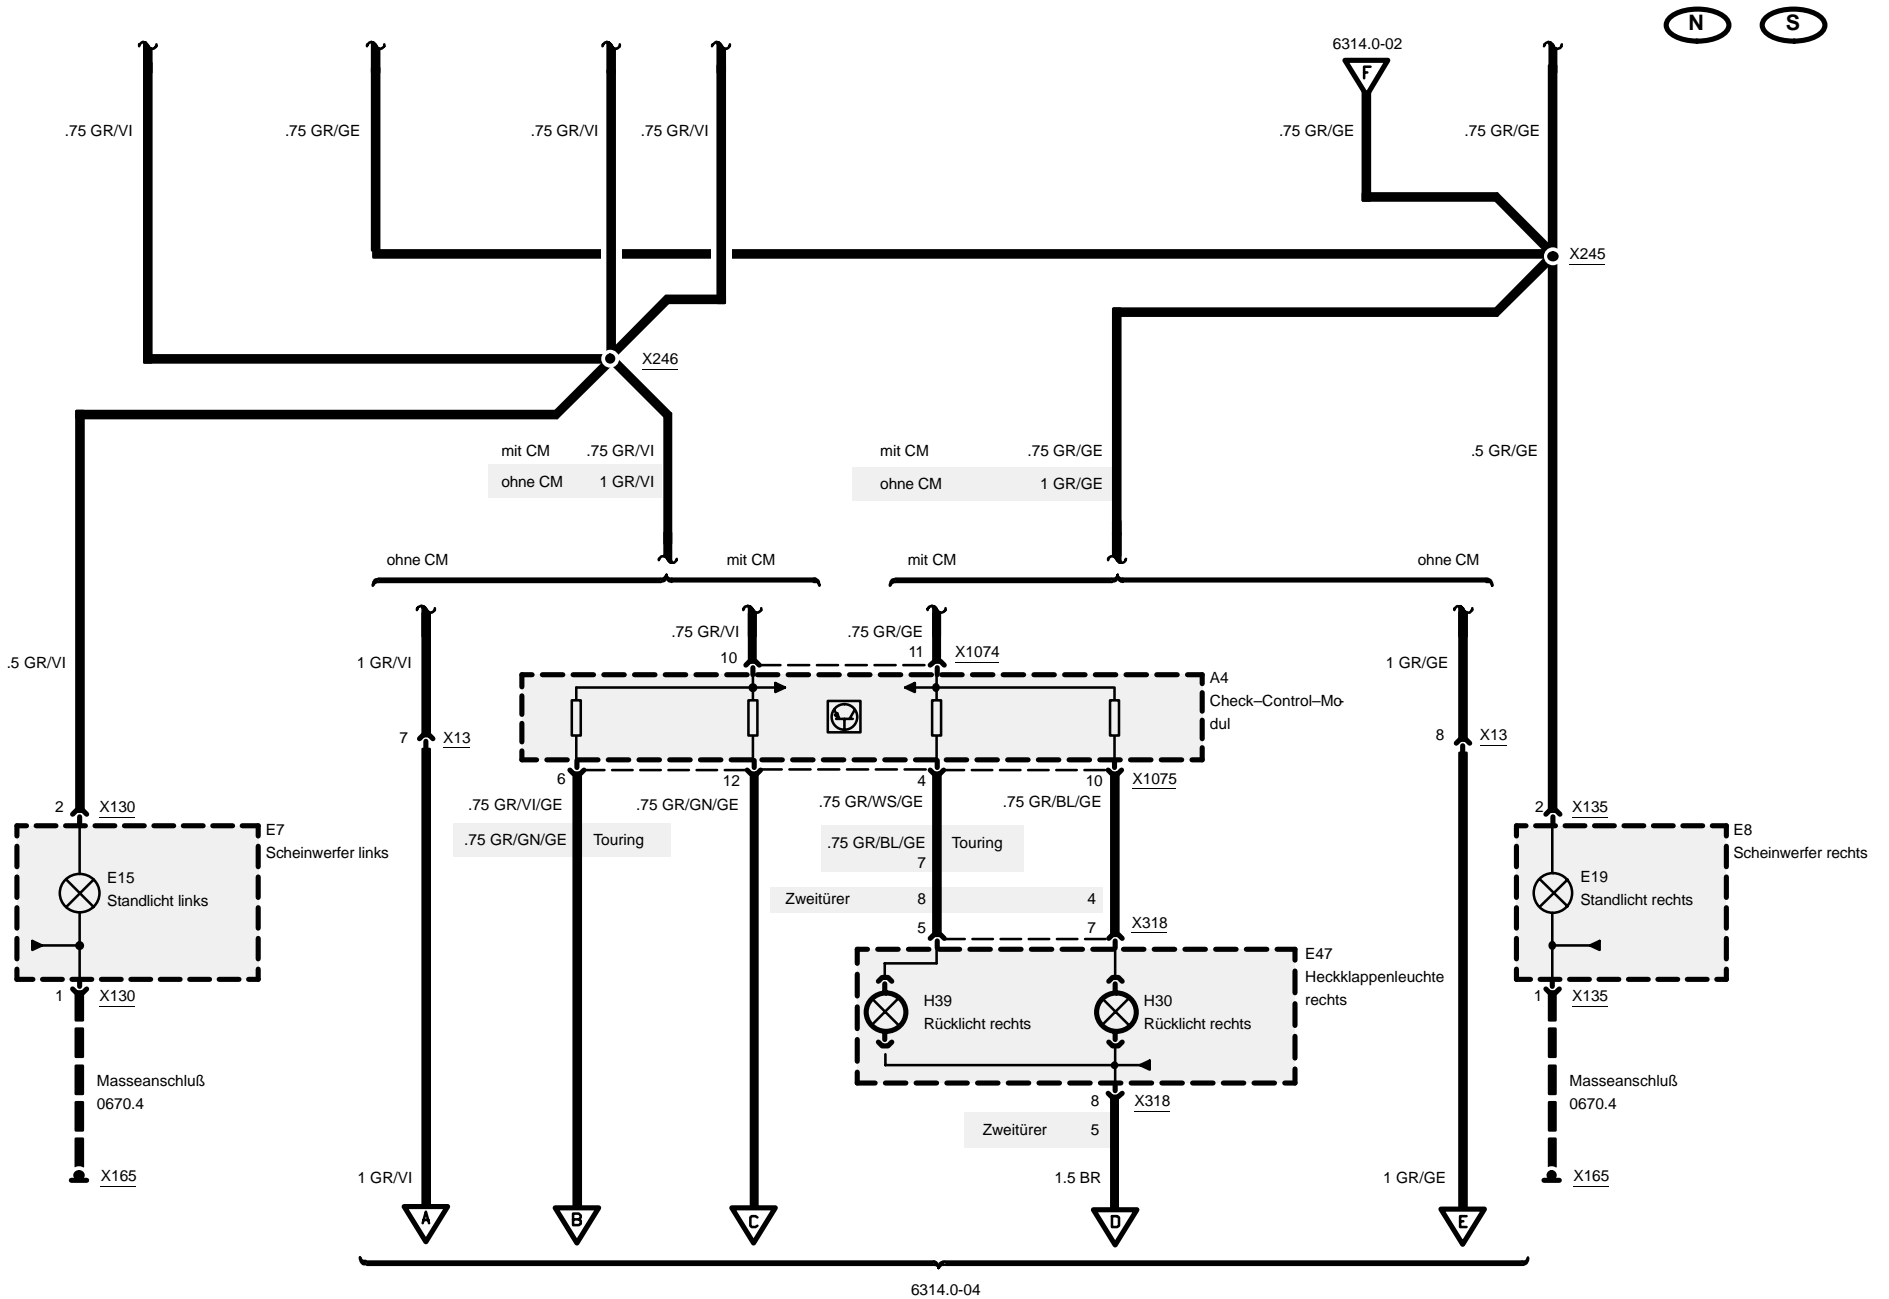 N
S
6314.0-02
F
.75 GR/VI
.75 GR/GE
.75 GR/VI
.75 GR/VI
.75 GR/GE
.75 GR/GE
X245
X246
mit CM .75 GR/VI
ohne CM 1 GR/VI
mit CM .75 GR/GE
ohne CM 1 GR/GE
.5 GR/GE
ohne CM
mit CM
mit CM
ohne CM
.5 GR/VI
1 GR/VI
.75 GR/VI
.75 GR/GE
1 GR/GE
10
11
X1074
A4
Check–Control–Mo-
dul
7
X13
8
X13
6
12
4
10
X1075
.75 GR/VI/GE
.75 GR/GN/GE
.75 GR/WS/GE
.75 GR/BL/GE
.75 GR/GN/GE Touring
.75 GR/BL/GE Touring
7
Zweitürer 8 4
5
7
X318
2
X130
E7
Scheinwerfer links
E15
Standlicht links
1
X130
2
X135
E8
Scheinwerfer rechts
E19
Standlicht rechts
1
X135
E47
Heckklappenleuchte
rechts
H39
Rücklicht rechts
H30
Rücklicht rechts
8
X318
Zweitürer 5
Masseanschluß
0670.4
Masseanschluß
0670.4
X165
1 GR/VI
1.5 BR
1 GR/GE
X165
A
B
C
D
E
6314.0-04